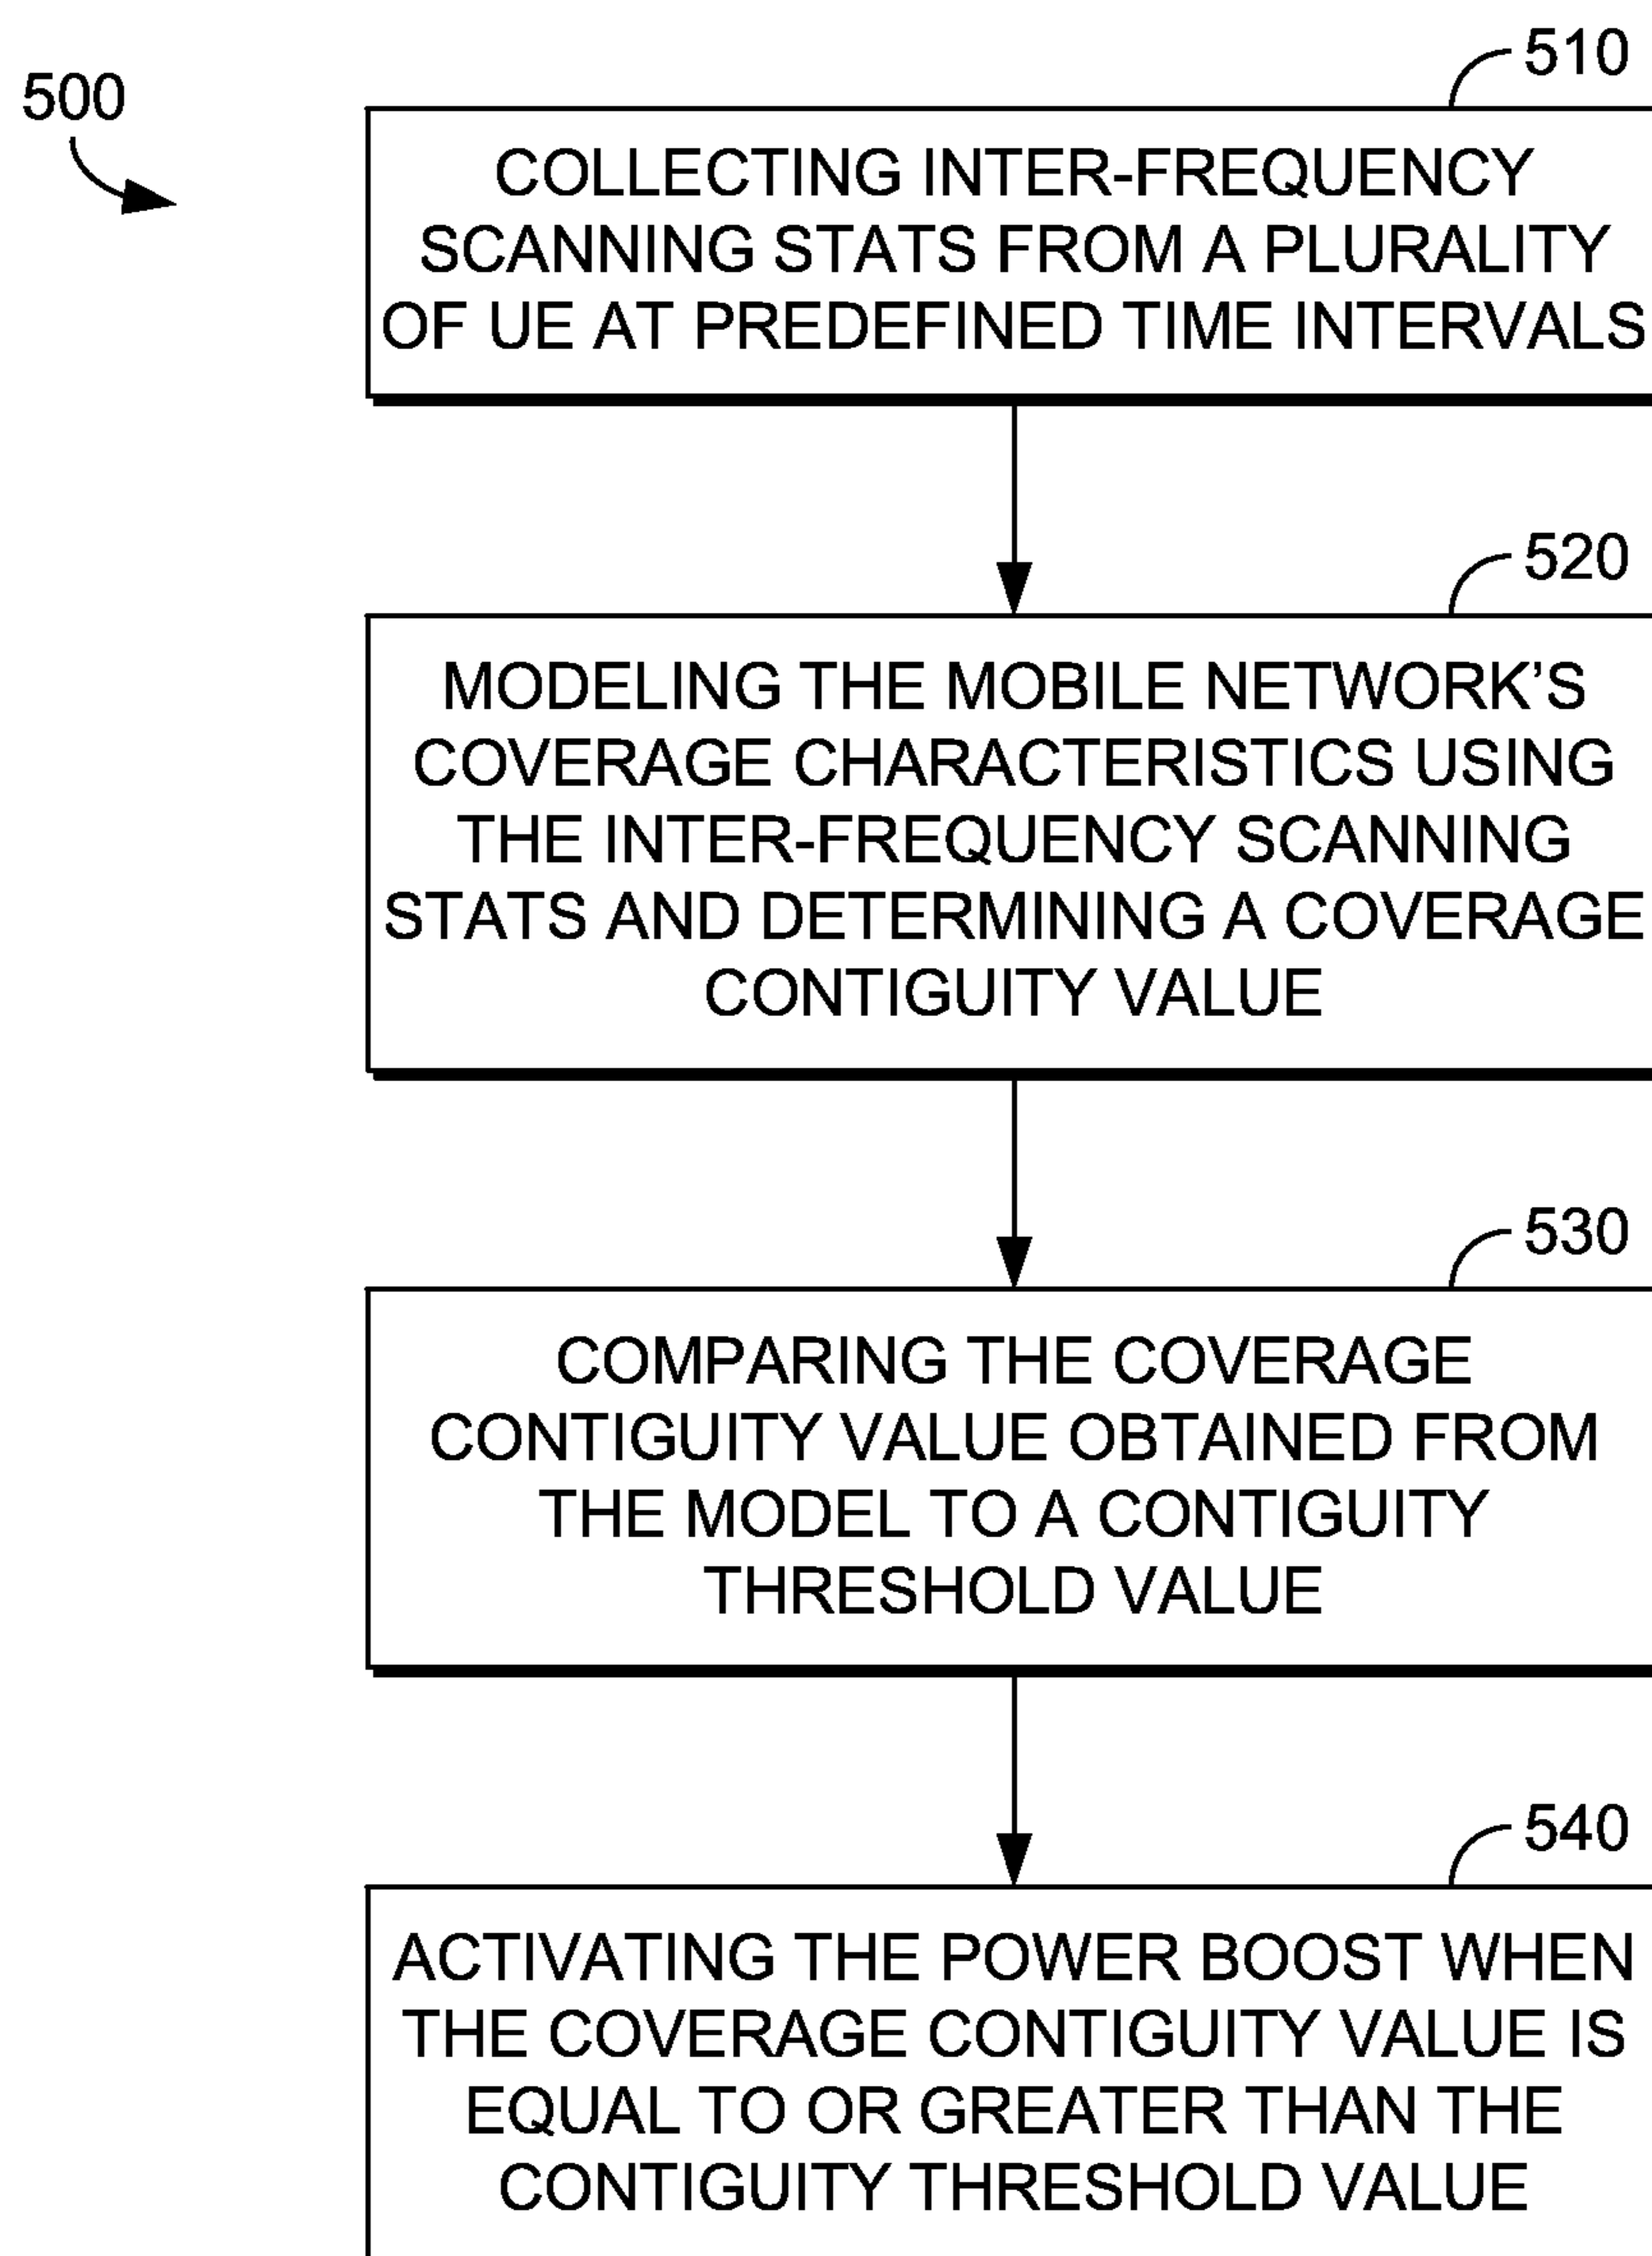 500
510
COLLECTING INTER-FREQUENCY
SCANNING STATS FROM A PLURALITY
OF UE AT PREDEFINED TIME INTERVALS
520
MODELING THE MOBILE NETWORK’S
COVERAGE CHARACTERISTICS USING
THE INTER-FREQUENCY SCANNING
STATS AND DETERMINING A COVERAGE
CONTIGUITY VALUE
530
COMPARING THE COVERAGE
CONTIGUITY VALUE OBTAINED FROM
THE MODEL TO A CONTIGUITY
THRESHOLD VALUE
540
ACTIVATING THE POWER BOOST WHEN
THE COVERAGE CONTIGUITY VALUE IS
EQUAL TO OR GREATER THAN THE
CONTIGUITY THRESHOLD VALUE